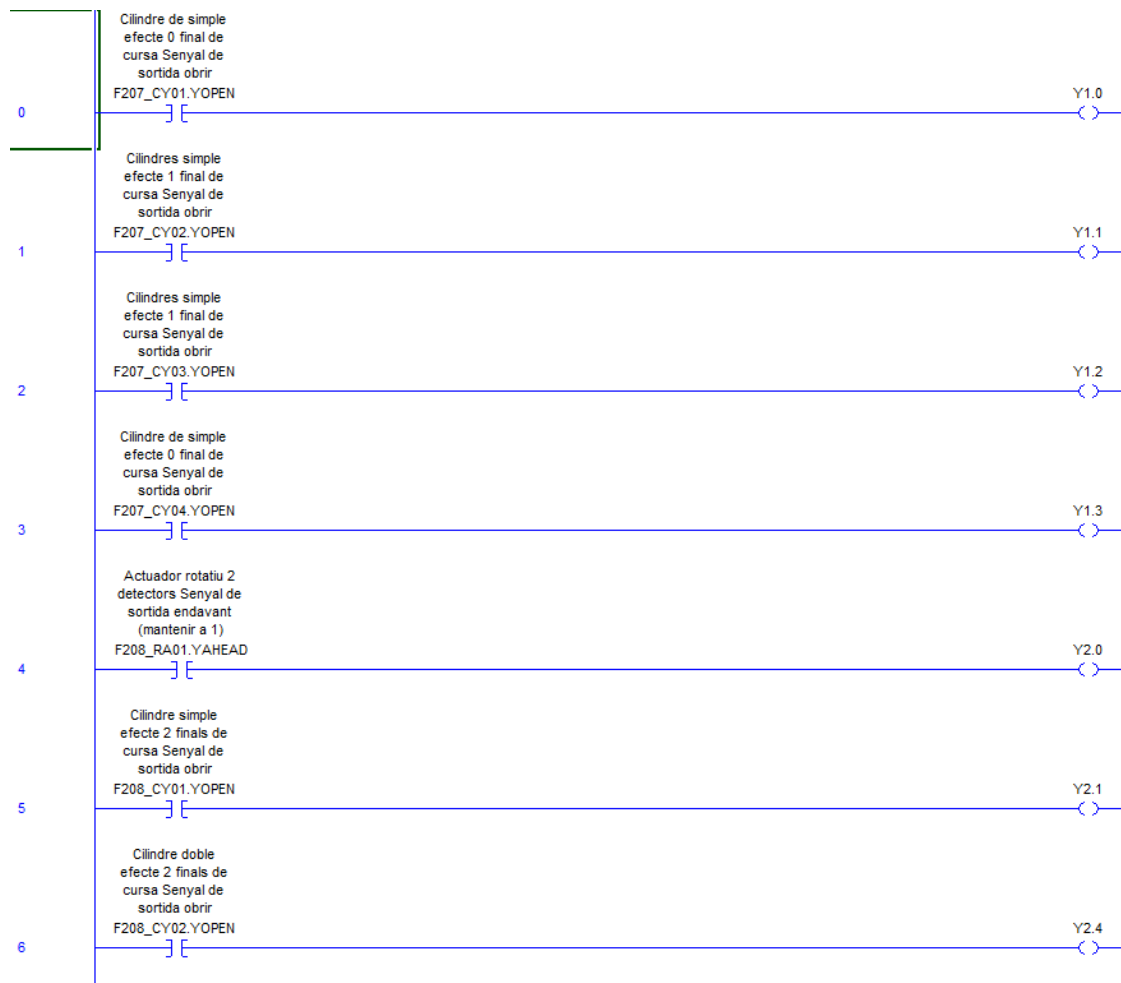 Cilindre de simple
efecte 0 final de
cursa Senyal de
sortida obrir
F207_CY01.YOPEN
Y1.0
0
Cilindres simple
efecte 1 final de
cursa Senyal de
sortida obrir
F207_CY02.YOPEN
Y1.1
1
Cilindres simple
efecte 1 final de
cursa Senyal de
sortida obrir
F207_CY03.YOPEN
Y1.2
2
Cilindre de simple
efecte 0 final de
cursa Senyal de
sortida obrir
F207_CY04.YOPEN
Y1.3
3
Actuador rotatiu 2
detectors Senyal de
sortida endavant
(mantenir a 1)
F208_RA01.YAHEAD
Y2.0
4
Cilindre simple
efecte 2 finals de
cursa Senyal de
sortida obrir
F208_CY01.YOPEN
Y2.1
5
Cilindre doble
efecte 2 finals de
cursa Senyal de
sortida obrir
F208_CY02.YOPEN
Y2.4
6